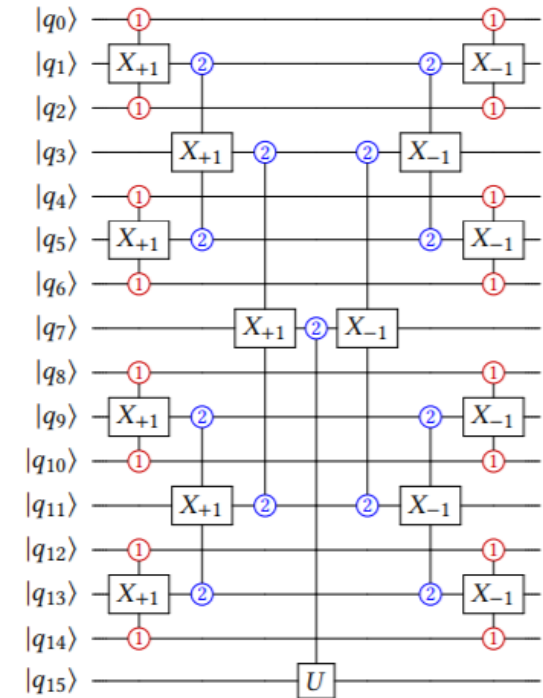 |q0⟩ 1 1
|q1⟩ X+1 2 2 X−1
|q2⟩ 1 1
|q3⟩ X+1 2 2 X−1
|q4⟩ 1 1
|q5⟩ X+1 2 2 X−1
|q6⟩ 1 1
|q7⟩ X+1 2 X−1
|q8⟩ 1 1
|q9⟩ X+1 2 2 X−1
|q10⟩ 1 1
|q11⟩ X+1 2 2 X−1
|q12⟩ 1 1
|q13⟩ X+1 2 2 X−1
|q14⟩ 1 1
|q15⟩ U